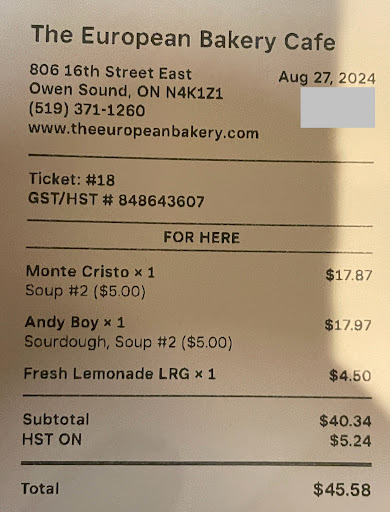 The European Bakery Cafe
806 16th Street East Aug 27, 2024
Owen Sound, ON N4K1Z1
(519) 371-1260
www.theeuropeanbakery.com
Ticket: #18
GST/HST # 848643607
FOR HERE
Monte Cristo × 1 $17.87
Soup #2 ($5.00)
Andy Boy × 1 $17.97
Sourdough, Soup #2 ($5.00)
Fresh Lemonade LRG × 1 $4.50
Subtotal $40.34
HST ON $5.24
Total $45.58